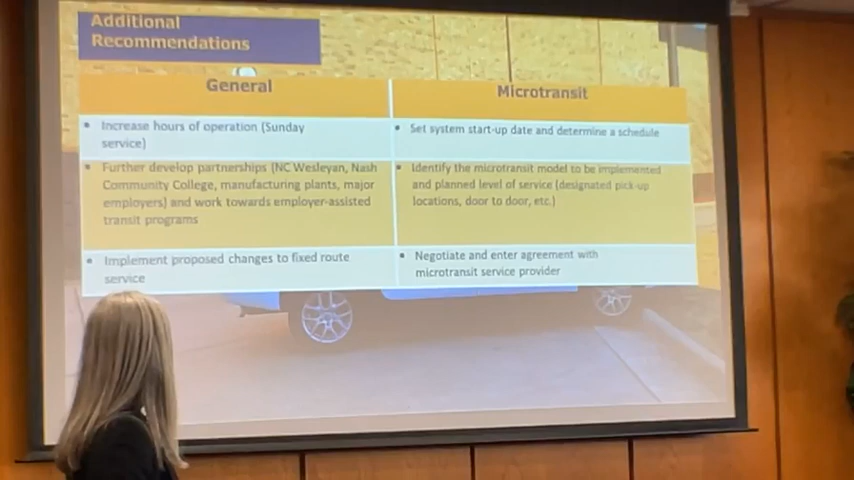 Additional
Recommendations
General
Microtransit
• Increase hours of operation (Sunday
service)
• Set system start-up date and determine a schedule
• Further develop partnerships (NC Wesleyan, Nash
Community College, manufacturing plants, major
employers) and work towards employer-assisted
transit programs
• Identify the microtransit model to be implemented
and planned level of service (designated pick-up
locations, door to door, etc.)
• Implement proposed changes to fixed route
service
• Negotiate and enter agreement with
microtransit service provider